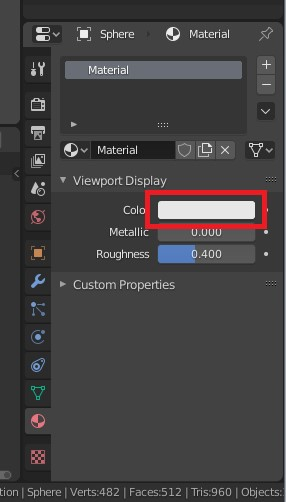 Sphere > Material
Material
Material
Viewport Display
Colo
Metallic 0.000
Roughness 0.400
Custom Properties
tion | Sphere | Verts:482 | Faces:512 | Tris:960 | Objects: